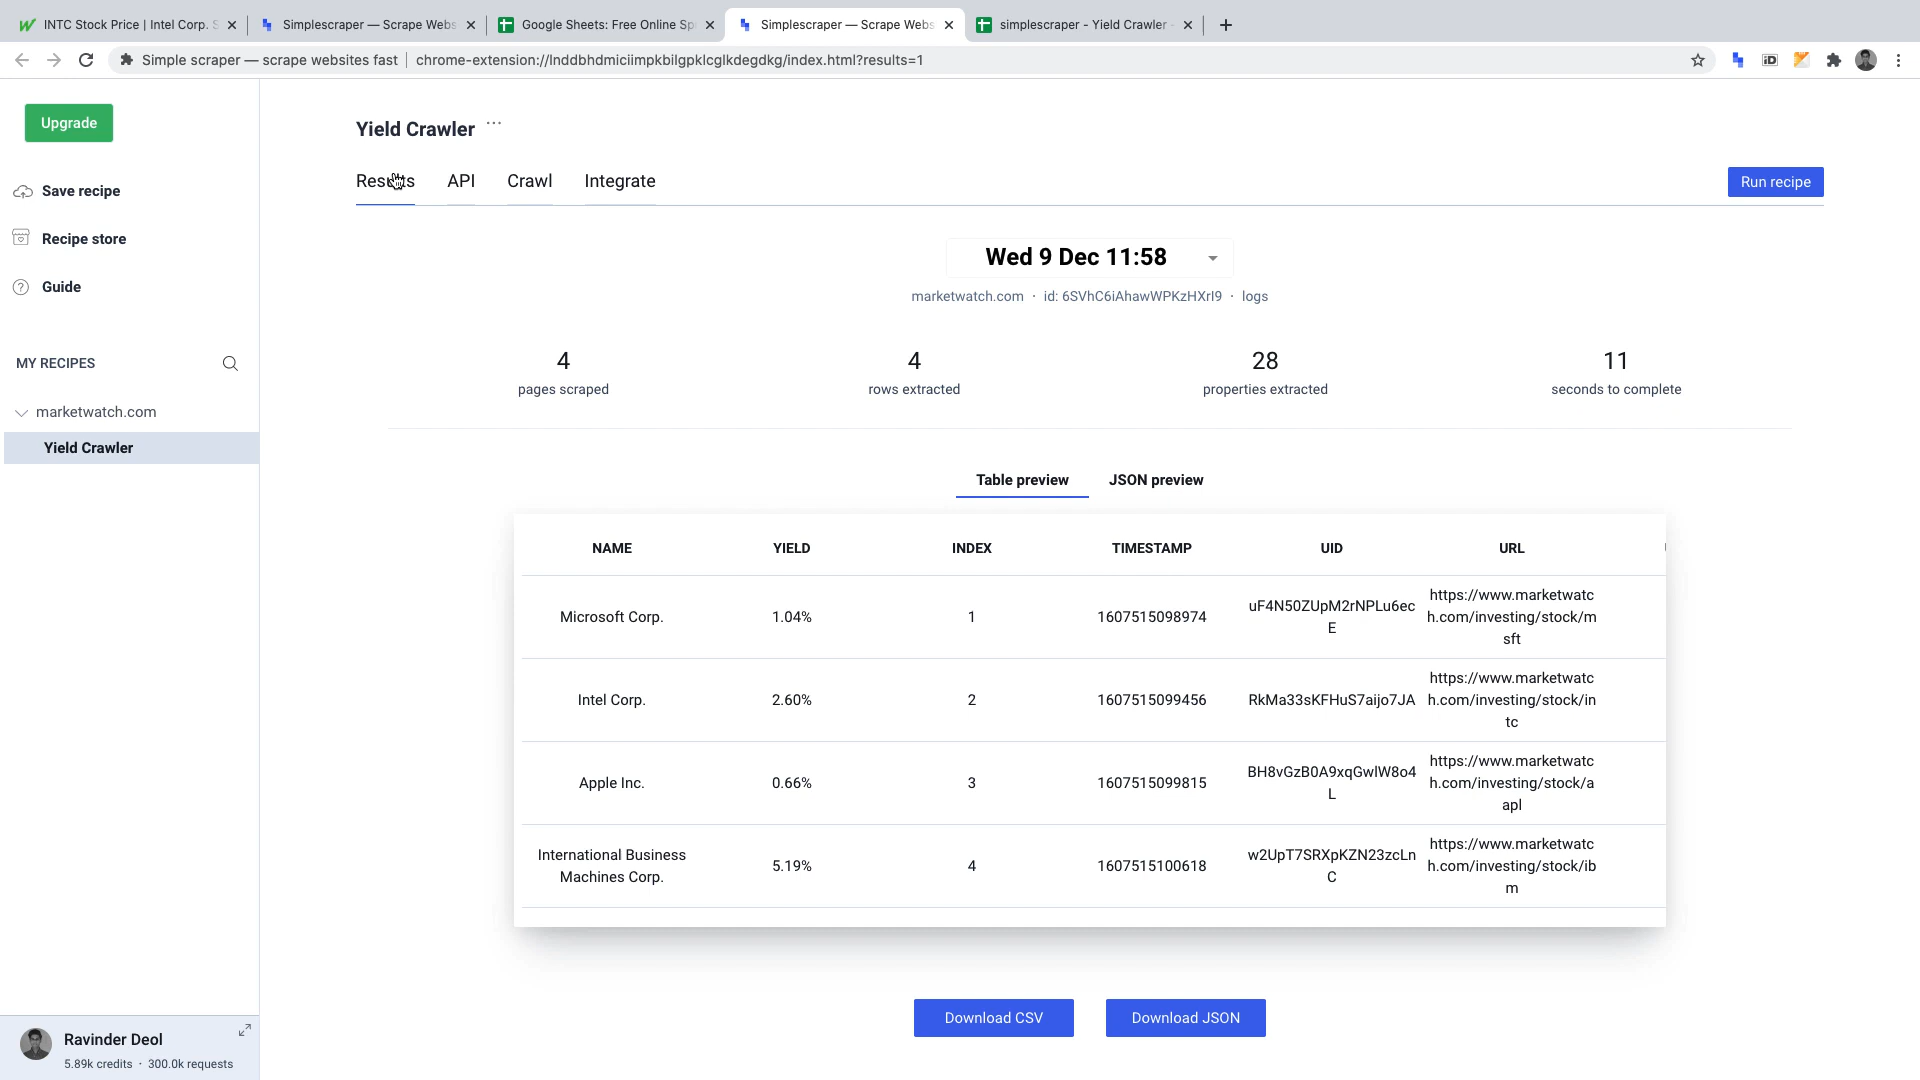 INTC Stock Price | Intel Corp. S
Simplescraper — Scrape Webs
Google Sheets: Free Online Sp
Simplescraper — Scrape Webs
simplescraper - Yield Crawler -
Simple scraper — scrape websites fast
chrome-extension://lnddbhdmiciimpkbilgpklcglkdegdkg/index.html?results=1
Upgrade
Save recipe
Recipe store
Guide
MY RECIPES
marketwatch.com
Yield Crawler
Ravinder Deol
5.89k credits · 300.0k requests
Yield Crawler ...
Results API Crawl Integrate
Run recipe
Wed 9 Dec 11:58
marketwatch.com · id: 6SVhC6iAhawWPKzHXrI9 · logs
4 4 28 11
pages scraped rows extracted properties extracted seconds to complete
Table preview JSON preview
NAME YIELD INDEX TIMESTAMP UID URL
Microsoft Corp. 1.04% 1 1607515098974 uF4N50ZUpM2rNPLu6ec
E
https://www.marketwatc
h.com/investing/stock/m
sft
Intel Corp. 2.60% 2 1607515099456 RkMa33sKFHuS7aijo7JA
https://www.marketwatc
h.com/investing/stock/in
tc
Apple Inc. 0.66% 3 1607515099815 BH8vGzB0A9xqGwlW8o4
L
https://www.marketwatc
h.com/investing/stock/a
apl
International Business
Machines Corp.
5.19% 4 1607515100618 w2UpT7SRXpKZN23zcLn
C
https://www.marketwatc
h.com/investing/stock/ib
m
Download CSV Download JSON